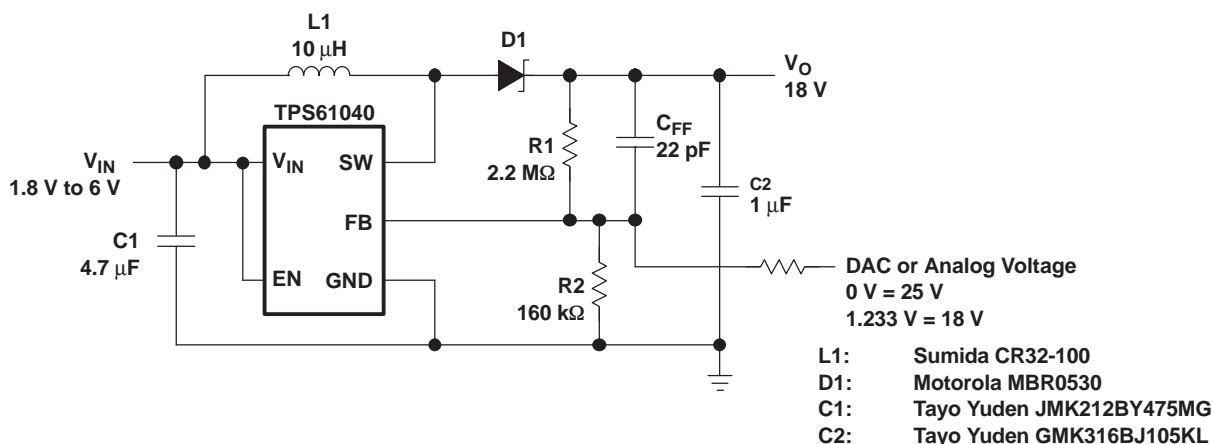 L1
10 μH
D1
VO
18 V
TPS61040
CFF
22 pF
R1
2.2 MΩ
VIN
1.8 V to 6 V
VIN
SW
C2
1 μF
FB
C1
4.7 μF
DAC or Analog Voltage
0 V = 25 V
1.233 V = 18 V
EN
GND
R2
160 kΩ
L1: Sumida CR32-100
D1: Motorola MBR0530
C1: Tayo Yuden JMK212BY475MG
C2: Tayo Yuden GMK316BJ105KL